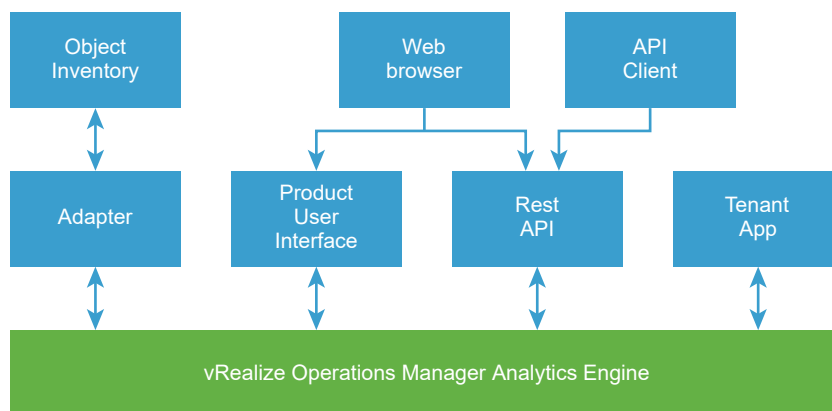 Object
Inventory
Web
browser
API
Client
Adapter
Product
User
Interface
Rest
API
Tenant
App
vRealize Operations Manager Analytics Engine